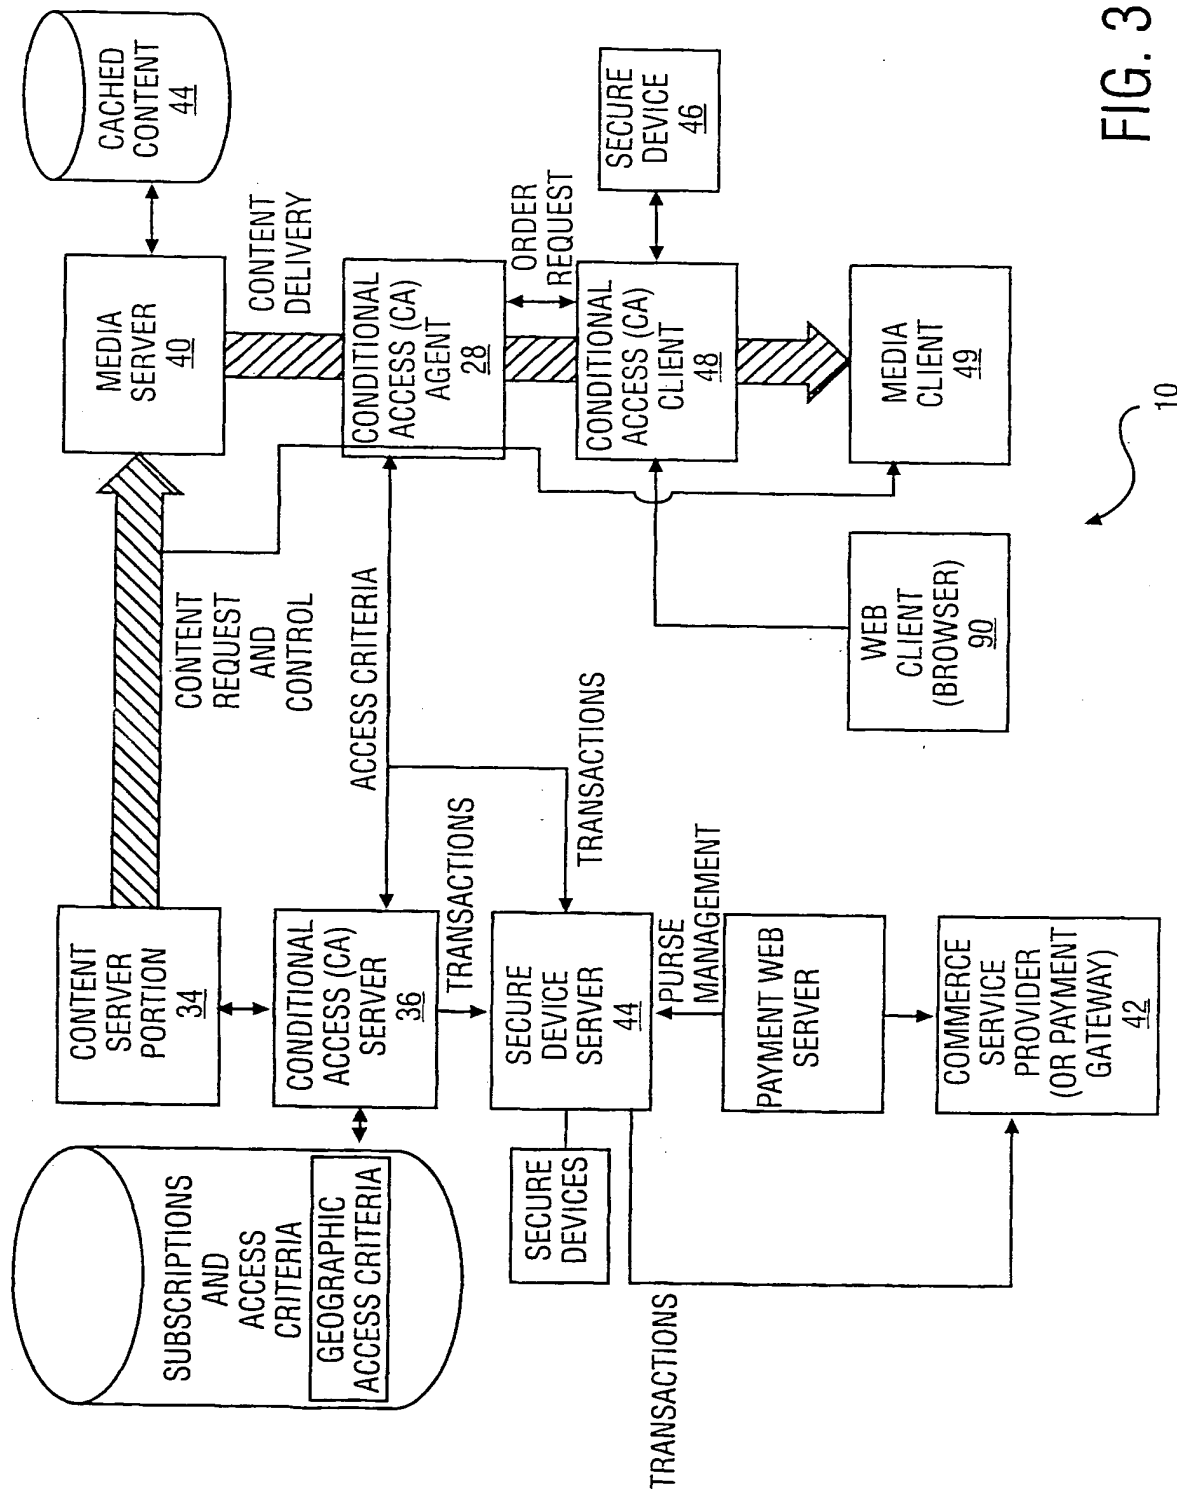 SUBSCRIPTIONS
AND
ACCESS
CRITERIA
GEOGRAPHIC
ACCESS CRITERIA
CONTENT
SERVER
PORTION
34
CONDITIONAL
ACCESS (CA)
SERVER
36
TRANSACTIONS
SECURE
DEVICES
SECURE
DEVICE
SERVER
44
TRANSACTIONS
TRANSACTIONS
PURSE
MANAGEMENT
PAYMENT WEB
SERVER
COMMERCE
SERVICE
PROVIDER
(OR PAYMENT
GATEWAY)
42
CONTENT
REQUEST
AND
CONTROL
ACCESS CRITERIA
MEDIA
SERVER
40
CACHED
CONTENT
44
CONTENT
DELIVERY
CONDITIONAL
ACCESS (CA)
AGENT
28
ORDER
REQUEST
CONDITIONAL
ACCESS (CA)
CLIENT
48
SECURE
DEVICE
46
WEB
CLIENT
(BROWSER)
90
MEDIA
CLIENT
49
10
FIG. 3